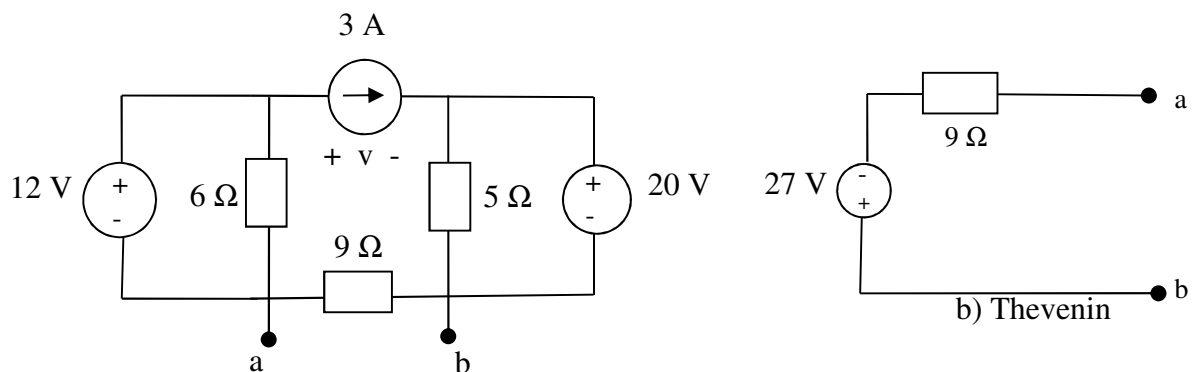 3 A
+ v -
12 V
+
-
6 Ω
5 Ω
+
-
20 V
9 Ω
a
b
9 Ω
a
27 V
-
+
b
b) Thevenin